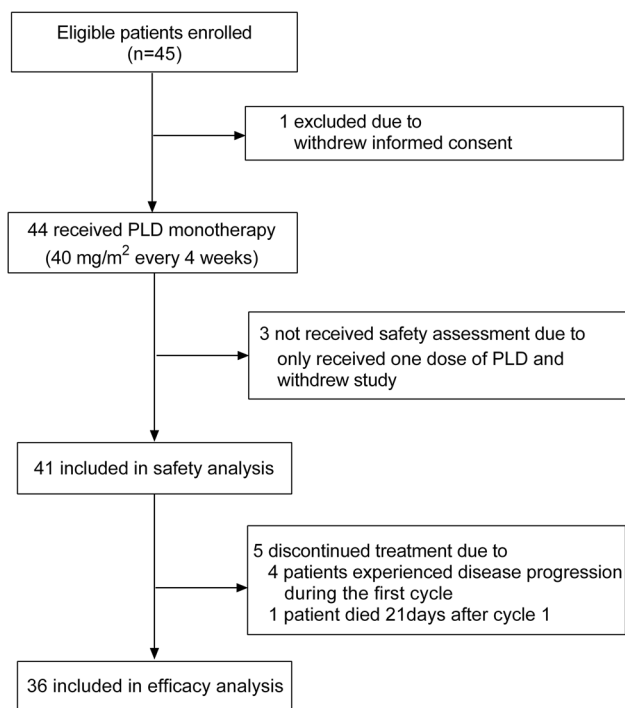 Eligible patients enrolled
(n=45)
1 excluded due to
withdrew informed consent
44 received PLD monotherapy
(40 mg/m² every 4 weeks)
3 not received safety assessment due to
only received one dose of PLD and
withdrew study
41 included in safety analysis
5 discontinued treatment due to
4 patients experienced disease progression
during the first cycle
1 patient died 21days after cycle 1
36 included in efficacy analysis